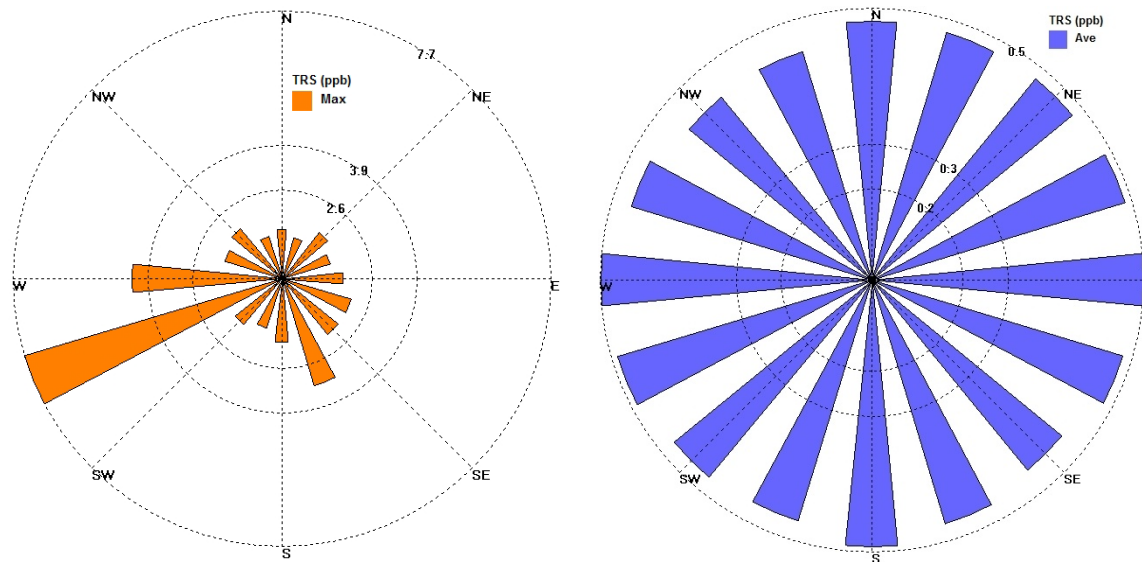 N
7.7
TRS (ppb)
Max
NW
NE
3.9
2.6
W
E
SW
SE
S
TRS (ppb)
Ave
N
0.5
NW
NE
0.3
0.2
W
SW
SE
S